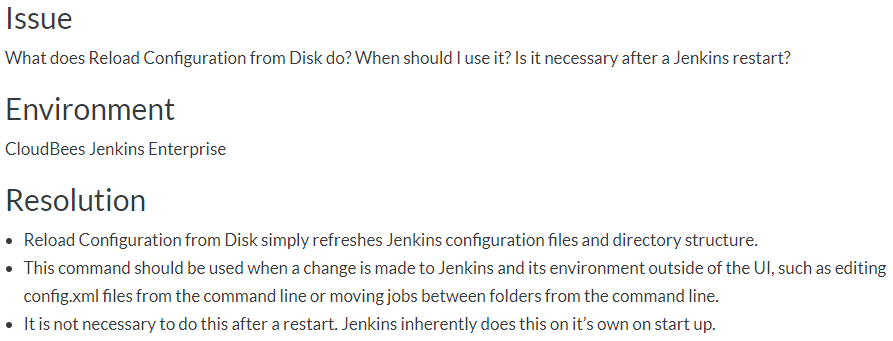 Issue
What does Reload Configuration from Disk do? When should I use it? Is it necessary after a Jenkins restart?
Environment
CloudBees Jenkins Enterprise
Resolution
• Reload Configuration from Disk simply refreshes Jenkins configuration files and directory structure.
• This command should be used when a change is made to Jenkins and its environment outside of the UI, such as editing
config.xml files from the command line or moving jobs between folders from the command line.
• It is not necessary to do this after a restart. Jenkins inherently does this on it’s own on start up.